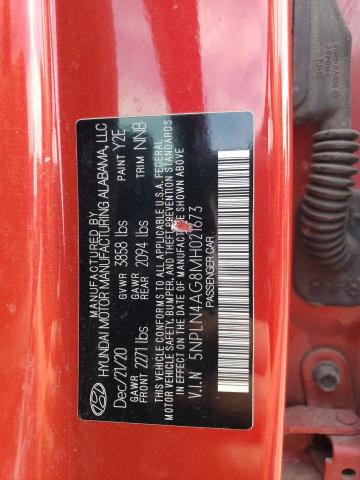 MANUFACTURED BY
HYUNDAI MOTOR MANUFACTURING ALABAMA, LLC
Dec/21/20 GVWR 3858 lbs PAINT Y2E
GAWR FRONT 2271 lbs GAWR REAR 2094 lbs TRIM NNB
THIS VEHICLE CONFORMS TO ALL APPLICABLE U.S.A FEDERAL
MOTOR VEHICLE SAFETY, BUMPER, AND THEFT PREVENTION STANDARDS
IN EFFECT ON THE DATE OF MANUFACTURE SHOWN ABOVE
V.I.N 5NPLN4AG8MH021673
PASSENGER CAR